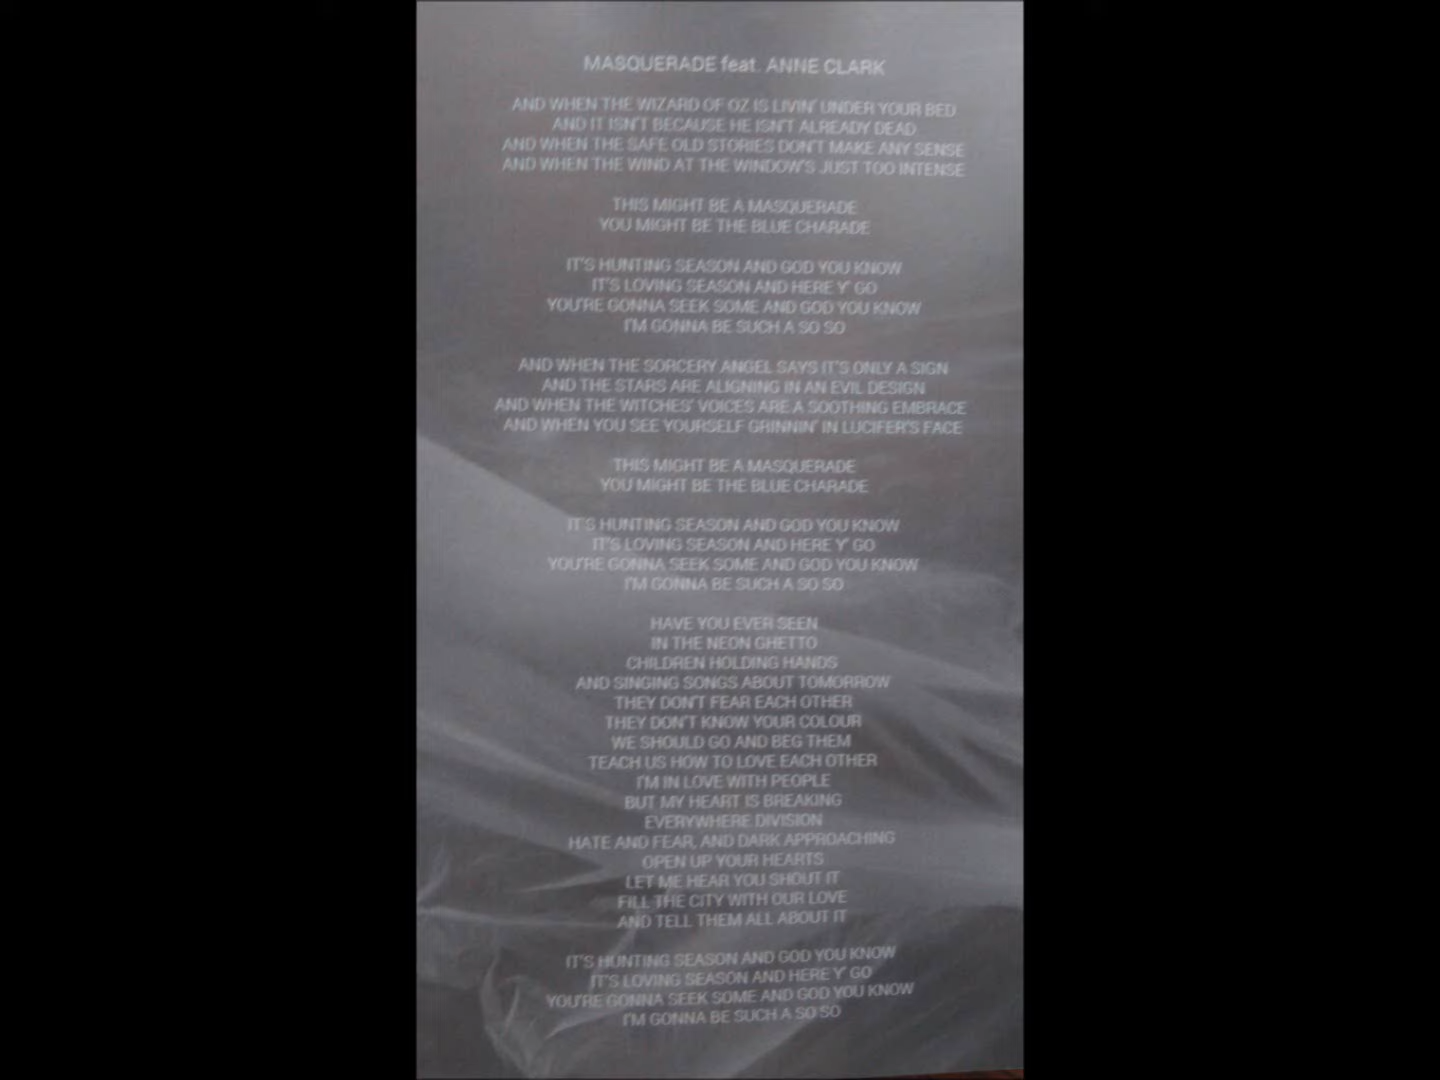 MASQUERADE feat. ANNE CLARK
AND WHEN THE WIZARD OF OZ IS LIVIN' UNDER YOUR BED
AND IT ISN'T BECAUSE HE ISN'T ALREADY DEAD
AND WHEN THE SAFE OLD STORIES DON'T MAKE ANY SENSE
AND WHEN THE WIND AT THE WINDOW'S JUST TOO INTENSE
THIS MIGHT BE A MASQUERADE
YOU MIGHT BE THE BLUE CHARADE
IT'S HUNTING SEASON AND GOD YOU KNOW
IT'S LOVING SEASON AND HERE Y' GO
YOU'RE GONNA SEEK SOME AND GOD YOU KNOW
I'M GONNA BE SUCH A SO SO
AND WHEN THE SORCERY ANGEL SAYS IT'S ONLY A SIGN
AND THE STARS ARE ALIGNING IN AN EVIL DESIGN
AND WHEN THE WITCHES' VOICES ARE A SOOTHING EMBRACE
AND WHEN YOU SEE YOURSELF GRINNIN' IN LUCIFER'S FACE
THIS MIGHT BE A MASQUERADE
YOU MIGHT BE THE BLUE CHARADE
IT'S HUNTING SEASON AND GOD YOU KNOW
IT'S LOVING SEASON AND HERE Y' GO
YOU'RE GONNA SEEK SOME AND GOD YOU KNOW
I'M GONNA BE SUCH A SO SO
HAVE YOU EVER SEEN
IN THE NEON GHETTO
CHILDREN HOLDING HANDS
AND SINGING SONGS ABOUT TOMORROW
THEY DON'T FEAR EACH OTHER
THEY DON'T KNOW YOUR COLOUR
WE SHOULD GO AND BEG THEM
TEACH US HOW TO LOVE EACH OTHER
I'M IN LOVE WITH PEOPLE
BUT MY HEART IS BREAKING
EVERYWHERE DIVISION
HATE AND FEAR, AND DARK APPROACHING
OPEN UP YOUR HEARTS
LET ME HEAR YOU SHOUT IT
FILL THE CITY WITH OUR LOVE
AND TELL THEM ALL ABOUT IT
IT'S HUNTING SEASON AND GOD YOU KNOW
IT'S LOVING SEASON AND HERE Y' GO
YOU'RE GONNA SEEK SOME AND GOD YOU KNOW
I'M GONNA BE SUCH A SO SO